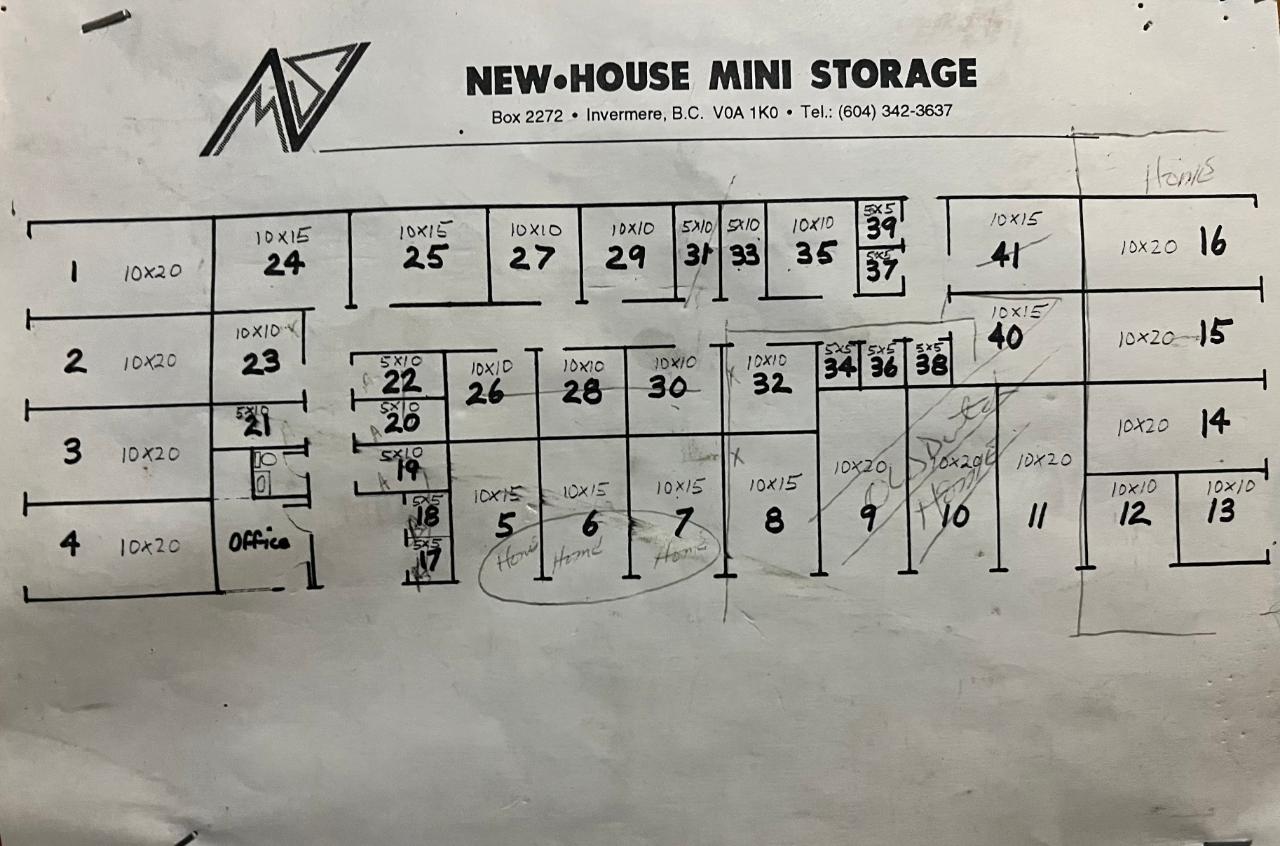 NEW•HOUSE MINI STORAGE
Box 2272 • Invermere, B.C. V0A 1K0 • Tel.: (604) 342-3637
Home
1 10x20
10x15 24
10x15 25
10x10 27
10x10 29
5x10 31
5x10 33
10x10 35
5x5 39
5x5 37
10x15 41
10x20 16
2 10x20
10x10 23
5x10 22
10x10 26
10x10 28
10x10 30
10x10 32
5x5 34
5x5 36
5x5 38
10x15 40
10x20 15
3 10x20
5x10 21
5x10 20
5x10 19
10x20 14
4 10x20
Office
5x5 18
5x5 17
10x15 5
10x15 6
10x15 7
10x15 8
10x20 9
10x20 10
10x20 11
10x10 12
10x10 13